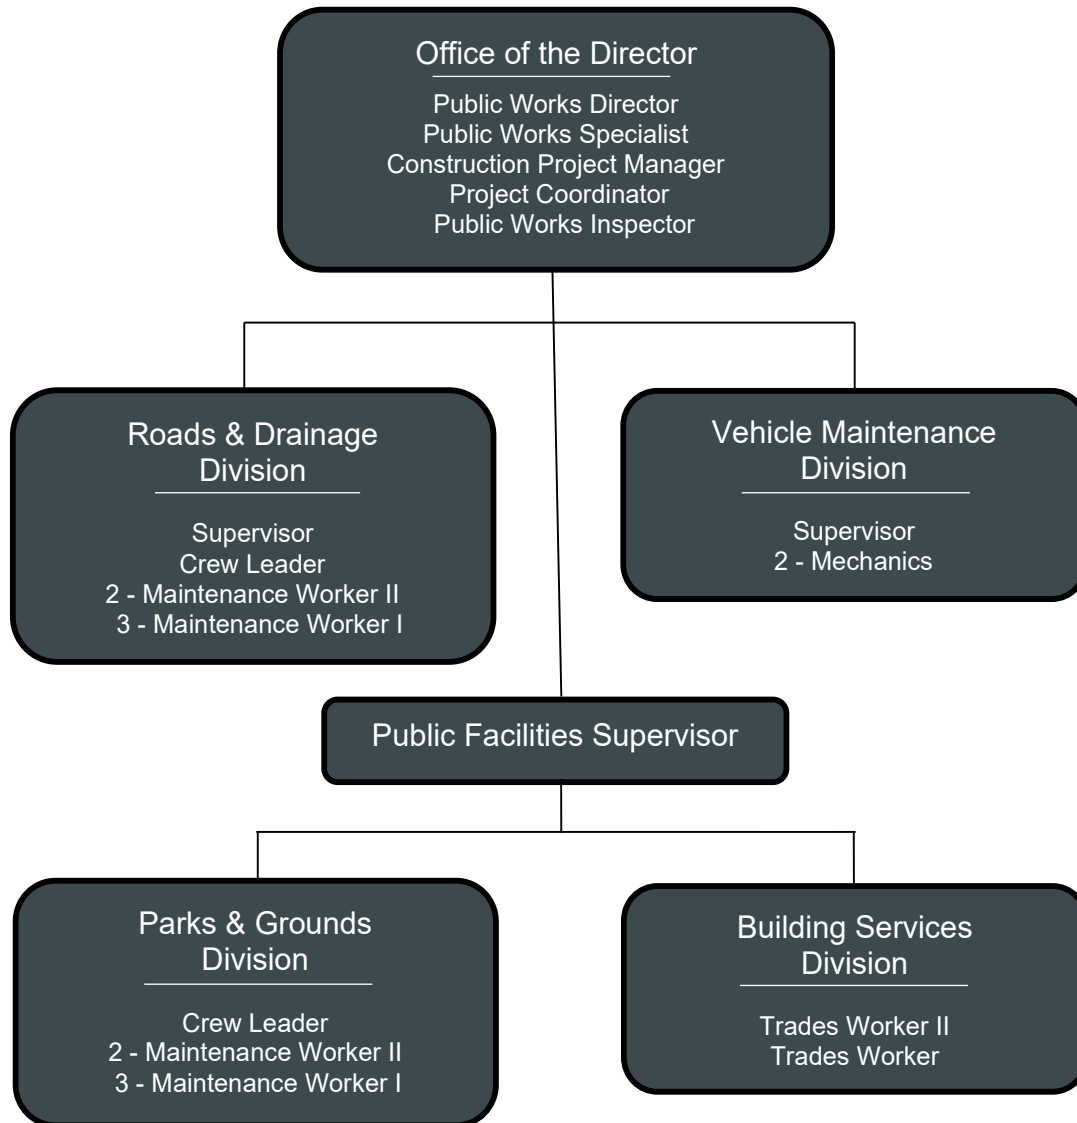 Office of the Director
Public Works Director
Public Works Specialist
Construction Project Manager
Project Coordinator
Public Works Inspector
Roads & Drainage
Division
Supervisor
Crew Leader
2 - Maintenance Worker II
3 - Maintenance Worker I
Vehicle Maintenance
Division
Supervisor
2 - Mechanics
Public Facilities Supervisor
Parks & Grounds
Division
Crew Leader
2 - Maintenance Worker II
3 - Maintenance Worker I
Building Services
Division
Trades Worker II
Trades Worker